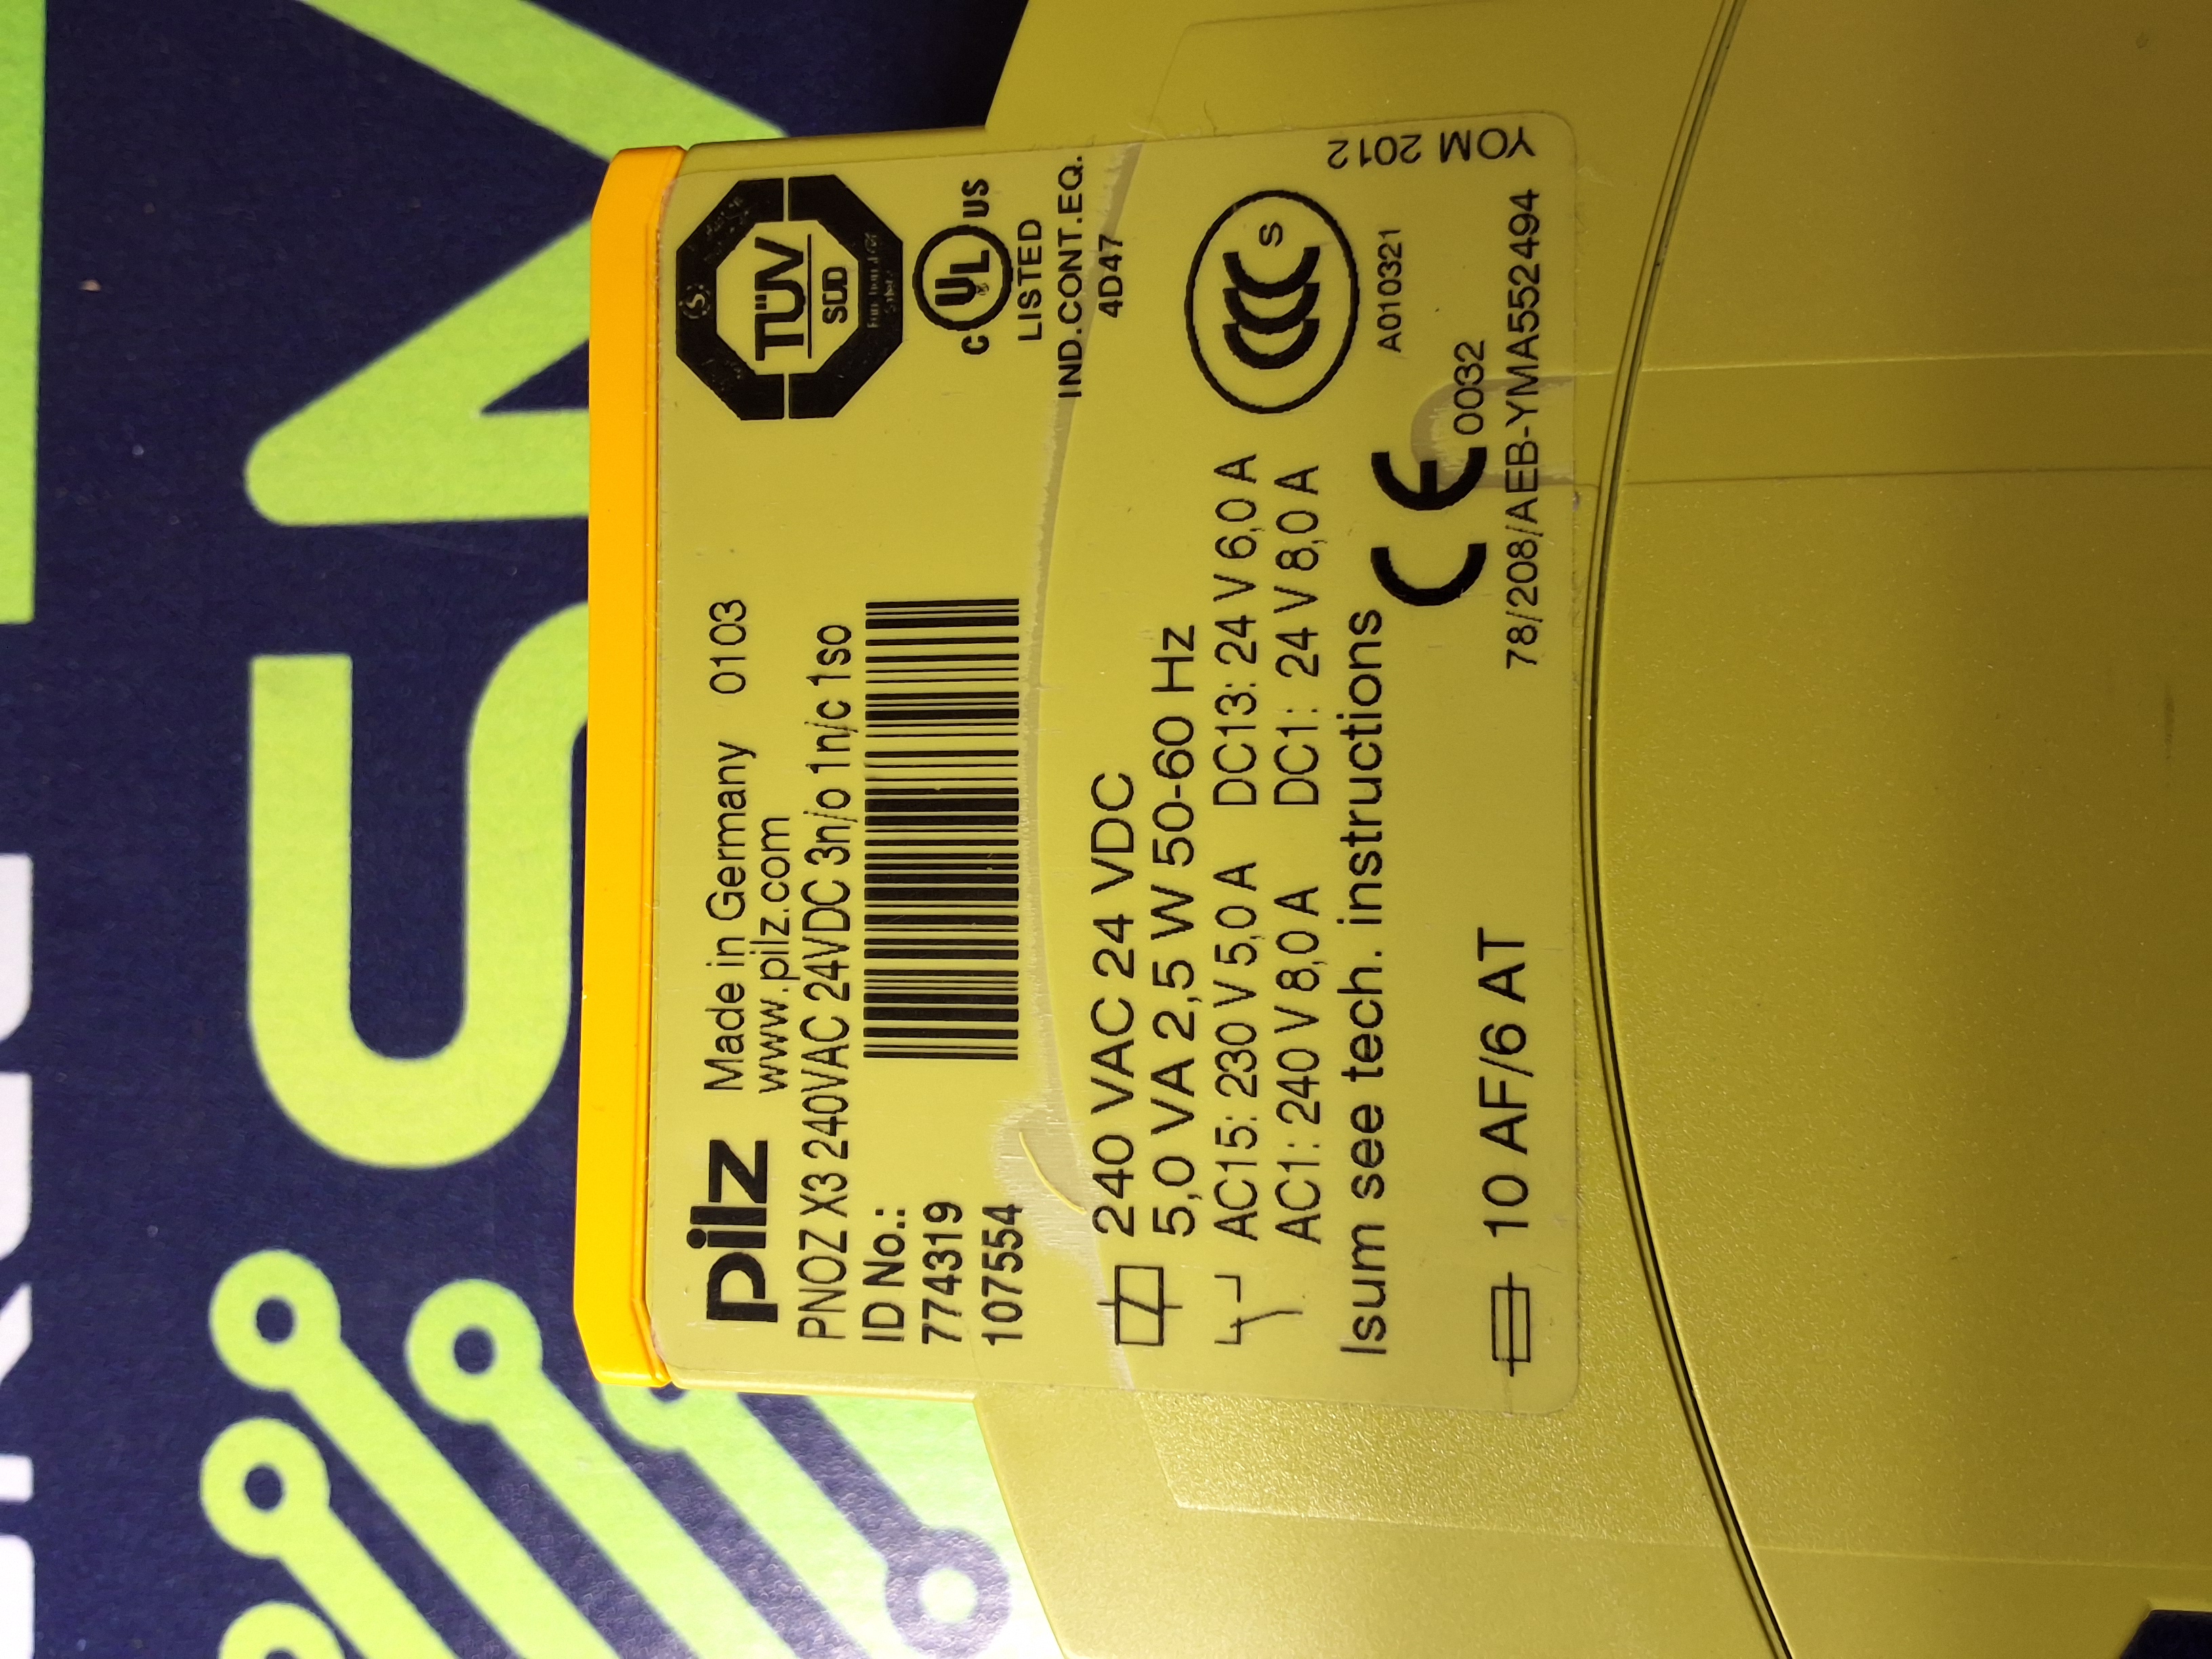 pilz Made in Germany 0103
www.pilz.com
PNOZ X3 240VAC 24VDC 3n/o 1n/c 1so
ID No.:
774319
107554
TÜV
SÜD
C UL US
LISTED
IND.CONT.EQ.
4D47
240 VAC 24 VDC
5,0 VA 2,5 W 50-60 Hz
AC15: 230 V 5,0 A DC13: 24 V 6,0 A
AC1: 240 V 8,0 A DC1: 24 V 8,0 A
Isum see tech. instructions
CCC S
A010321
CE 0032
10 AF/6 AT
78/208/AEB-YMA552494
YOM 2012